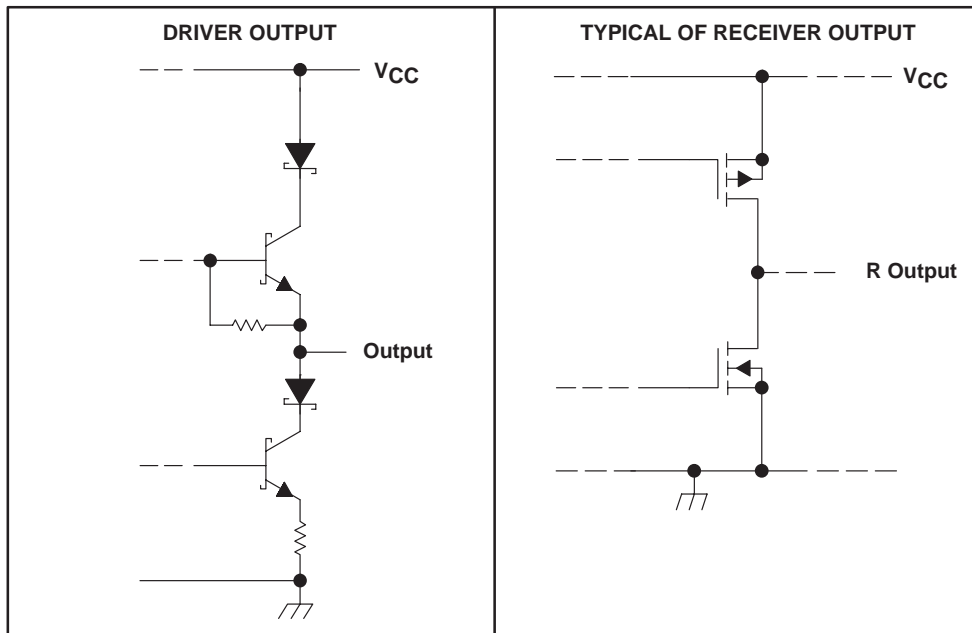 DRIVER OUTPUT
VCC
Output
TYPICAL OF RECEIVER OUTPUT
VCC
R Output